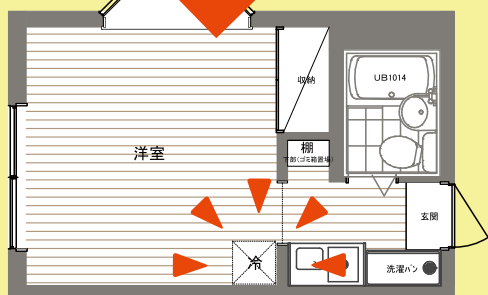 収納
UB1014
洋室
棚
下部(ゴミ箱置場)
玄関
冷
洗濯パン